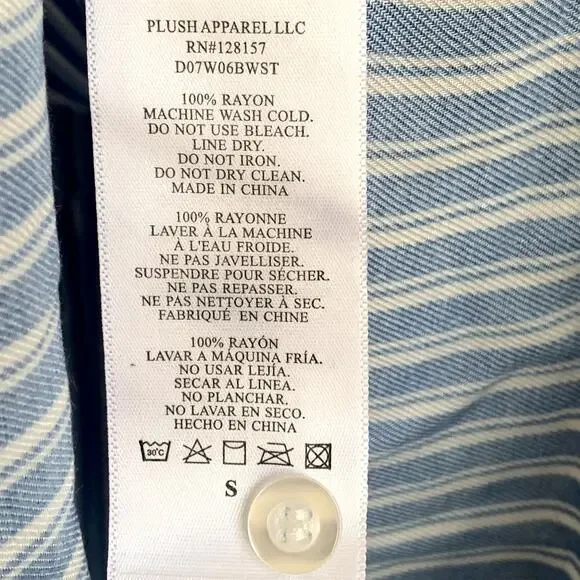 PLUSH APPAREL LLC
RN#128157
D07W06BWST
100% RAYON
MACHINE WASH COLD.
DO NOT USE BLEACH.
LINE DRY.
DO NOT IRON.
DO NOT DRY CLEAN.
MADE IN CHINA
100% RAYONNE
LAVER À LA MACHINE
À L'EAU FROIDE.
NE PAS JAVELLISER.
SUSPENDRE POUR SÉCHER.
NE PAS REPASSER.
NE PAS NETTOYER À SEC.
FABRIQUÉ EN CHINE
100% RAYÓN
LAVAR A MÁQUINA FRÍA.
NO USAR LEJÍA.
SECAR AL LINEA.
NO PLANCHAR.
NO LAVAR EN SECO.
HECHO EN CHINA
30°C
S